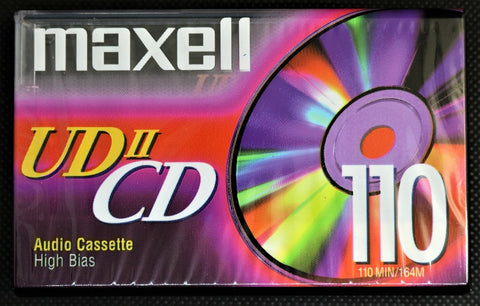 maxell
UDII
CD
110
Audio Cassette
High Bias
110 MIN/164M